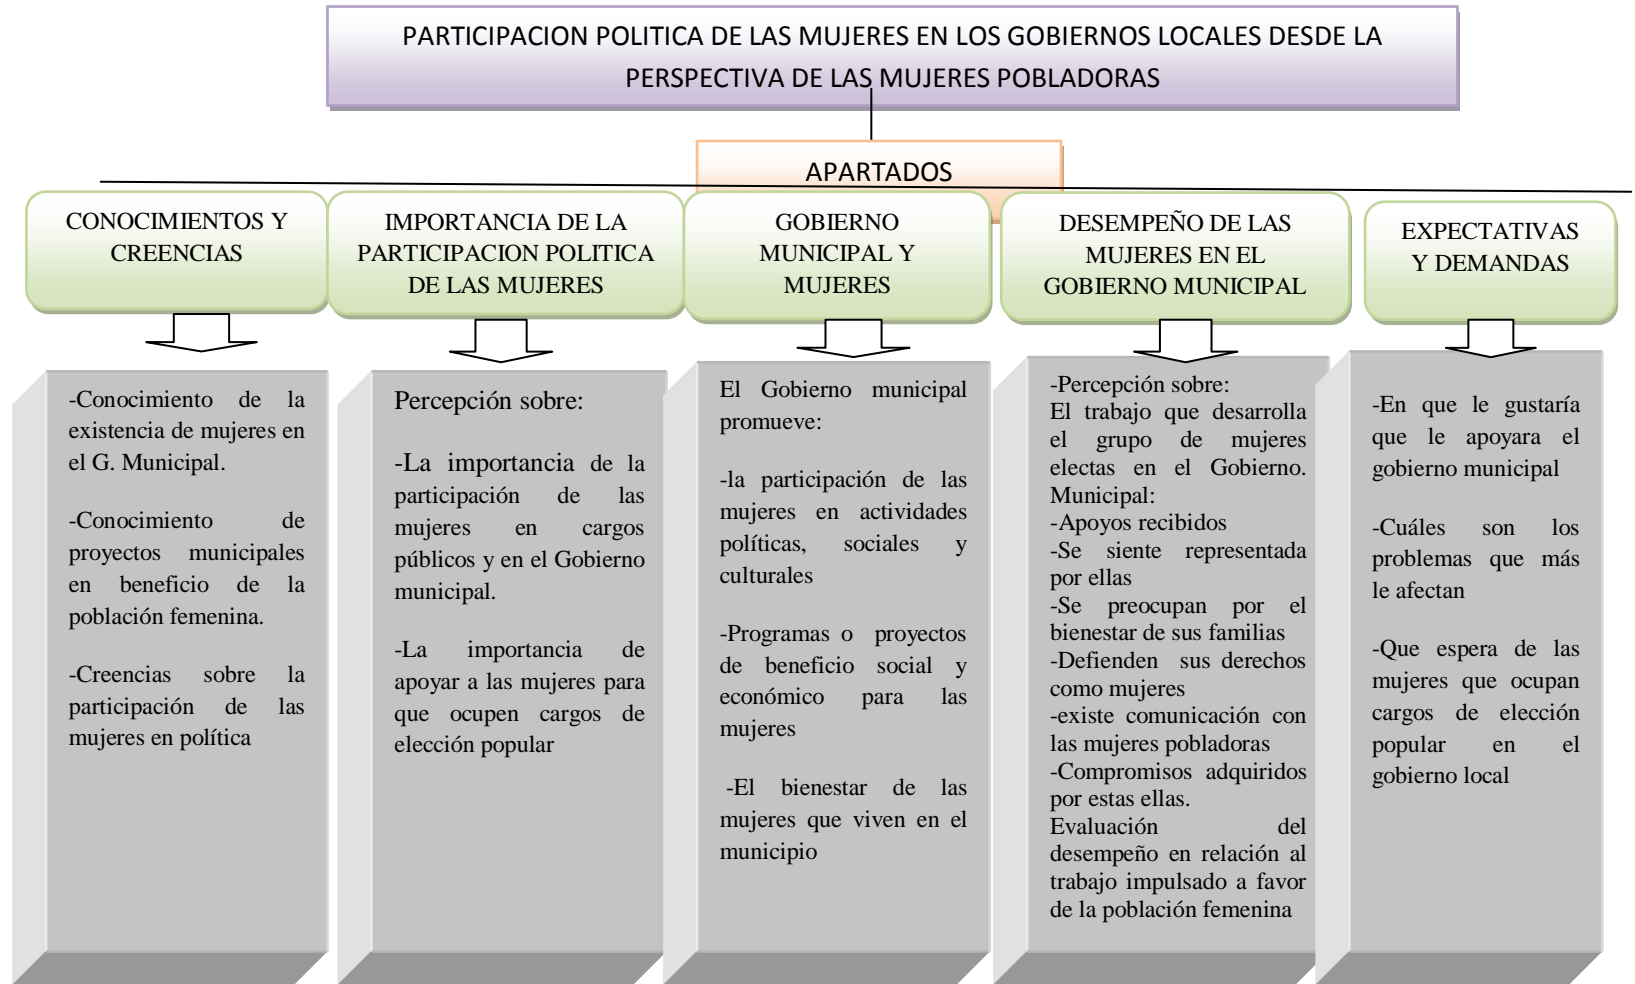 PARTICIPACION POLITICA DE LAS MUJERES EN LOS GOBIERNOS LOCALES DESDE LA
PERSPECTIVA DE LAS MUJERES POBLADORAS
APARTADOS
CONOCIMIENTOS Y
CREENCIAS
IMPORTANCIA DE LA
PARTICIPACION POLITICA
DE LAS MUJERES
GOBIERNO
MUNICIPAL Y
MUJERES
DESEMPEÑO DE LAS
MUJERES EN EL
GOBIERNO MUNICIPAL
EXPECTATIVAS
Y DEMANDAS
-Conocimiento de la
existencia de mujeres en
el G. Municipal.
-Conocimiento de
proyectos municipales
en beneficio de la
población femenina.
-Creencias sobre la
participación de las
mujeres en política
Percepción sobre:
-La importancia de la
participación de las
mujeres en cargos
públicos y en el Gobierno
municipal.
-La importancia de
apoyar a las mujeres para
que ocupen cargos de
elección popular
El Gobierno municipal
promueve:
-la participación de las
mujeres en actividades
políticas, sociales y
culturales
-Programas o proyectos
de beneficio social y
económico para las
mujeres
-El bienestar de las
mujeres que viven en el
municipio
-Percepción sobre:
El trabajo que desarrolla
el grupo de mujeres
electas en el Gobierno.
Municipal:
-Apoyos recibidos
-Se siente representada
por ellas
-Se preocupan por el
bienestar de sus familias
-Defienden sus derechos
como mujeres
-existe comunicación con
las mujeres pobladoras
-Compromisos adquiridos
por estas ellas.
Evaluación del
desempeño en relación al
trabajo impulsado a favor
de la población femenina
-En que le gustaría
que le apoyara el
gobierno municipal
-Cuáles son los
problemas que más
le afectan
-Que espera de las
mujeres que ocupan
cargos de elección
popular en el
gobierno local